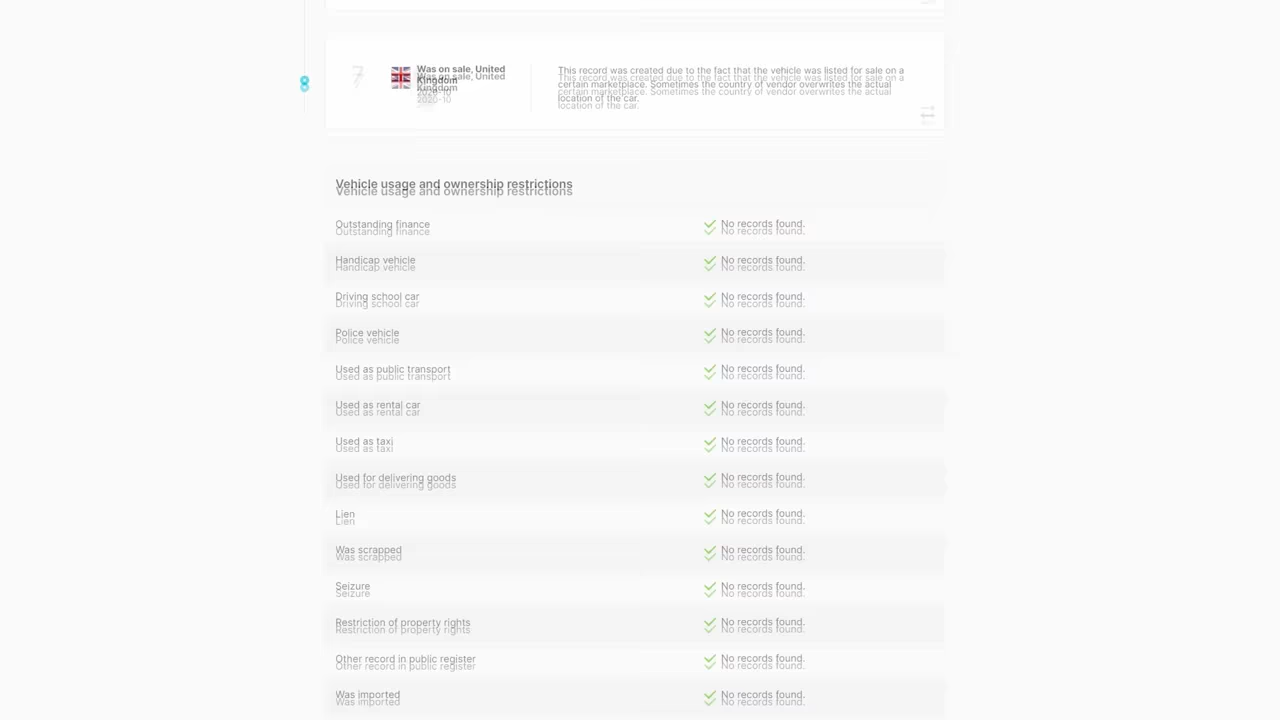 7
Was on sale, United
Kingdom
2020-10
This record was created due to the fact that the vehicle was listed for sale on a
certain marketplace. Sometimes the country of vendor overwrites the actual
location of the car.
Vehicle usage and ownership restrictions
Outstanding finance No records found.
Handicap vehicle No records found.
Driving school car No records found.
Police vehicle No records found.
Used as public transport No records found.
Used as rental car No records found.
Used as taxi No records found.
Used for delivering goods No records found.
Lien No records found.
Was scrapped No records found.
Seizure No records found.
Restriction of property rights No records found.
Other record in public register No records found.
Was imported No records found.